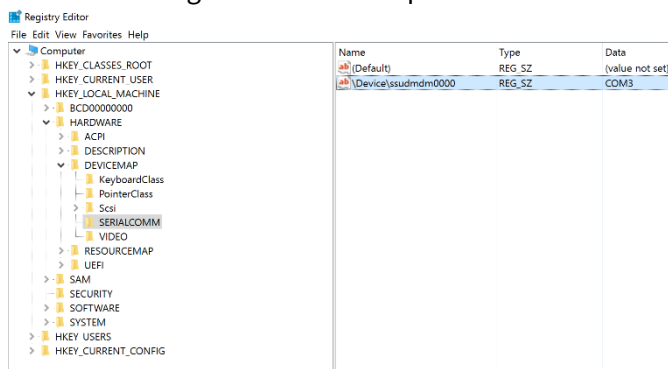 Registry Editor
File Edit View Favorites Help
Computer
HKEY_CLASSES_ROOT
HKEY_CURRENT_USER
HKEY_LOCAL_MACHINE
BCD00000000
HARDWARE
ACPI
DESCRIPTION
DEVICEMAP
KeyboardClass
PointerClass
Scsi
SERIALCOMM
VIDEO
RESOURCEMAP
UEFI
SAM
SECURITY
SOFTWARE
SYSTEM
HKEY_USERS
HKEY_CURRENT_CONFIG
Name Type Data
(Default) REG_SZ (value not set)
\Device\ssudmdm0000 REG_SZ COM3